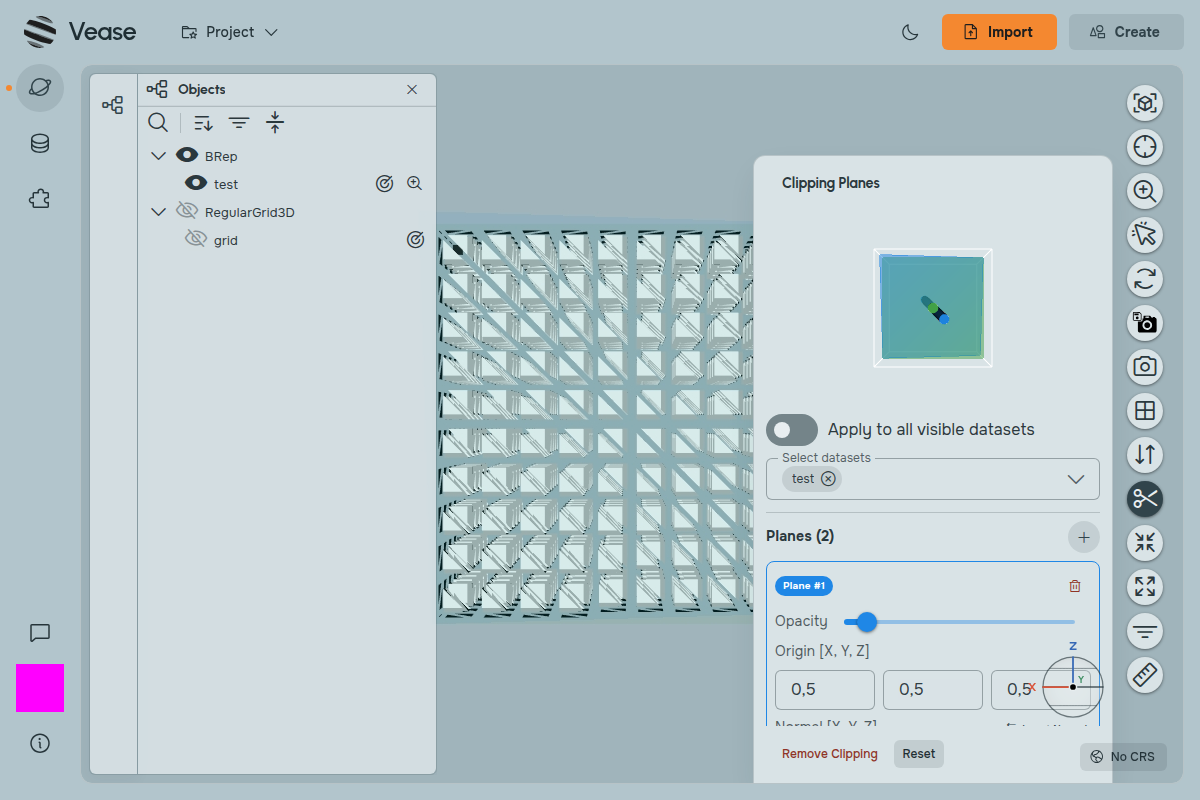 Vease
Project
Import
Create
Objects
BRep
test
RegularGrid3D
grid
Clipping Planes
Apply to all visible datasets
Select datasets
test
Planes (2)
Plane #1
Opacity
Origin [X, Y, Z]
0,5
0,5
0,5
Z
X
Y
Normal [X, Y, Z]
Remove Clipping
Reset
No CRS